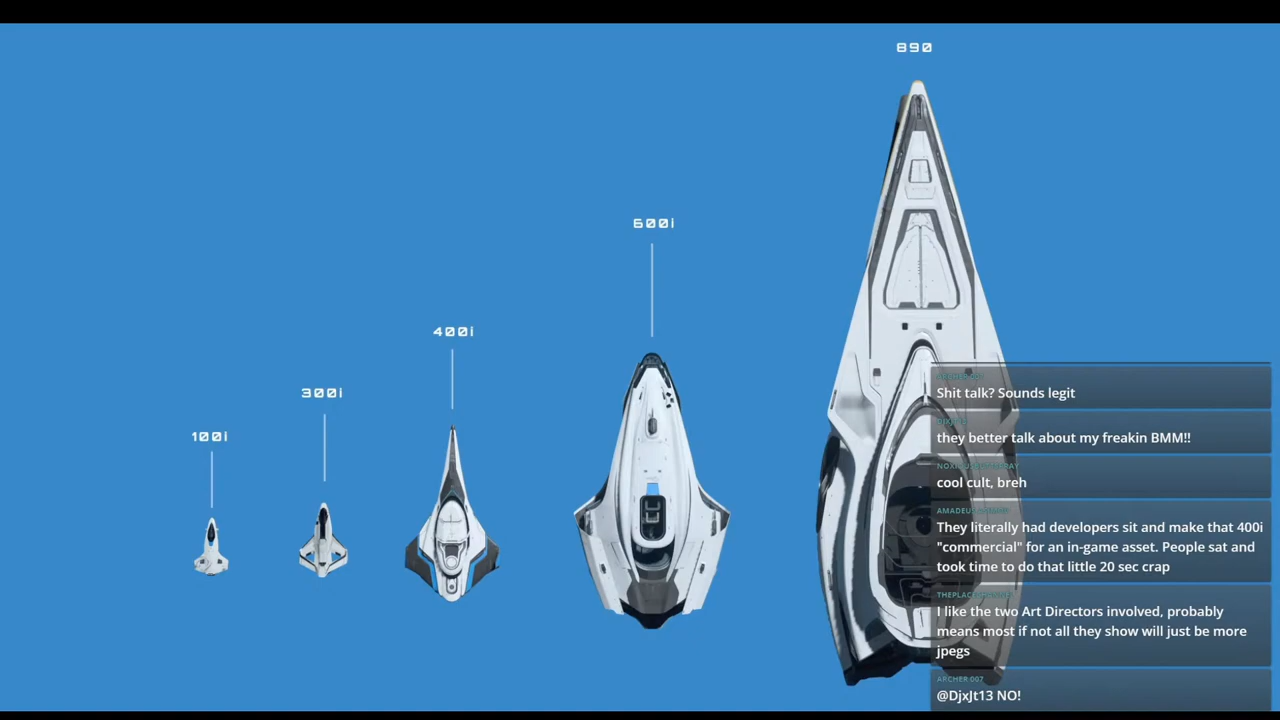 890
600i
400i
300i
100i
Shit talk? Sounds legit
they better talk about my freakin BMM!!
cool cult, breh
They literally had developers sit and make that 400i
"commercial" for an in-game asset. People sat and
took time to do that little 20 sec crap
I like the two Art Directors involved, probably
means most if not all they show will just be more
jpegs
ARCHER 007
@DjxJt13 NO!